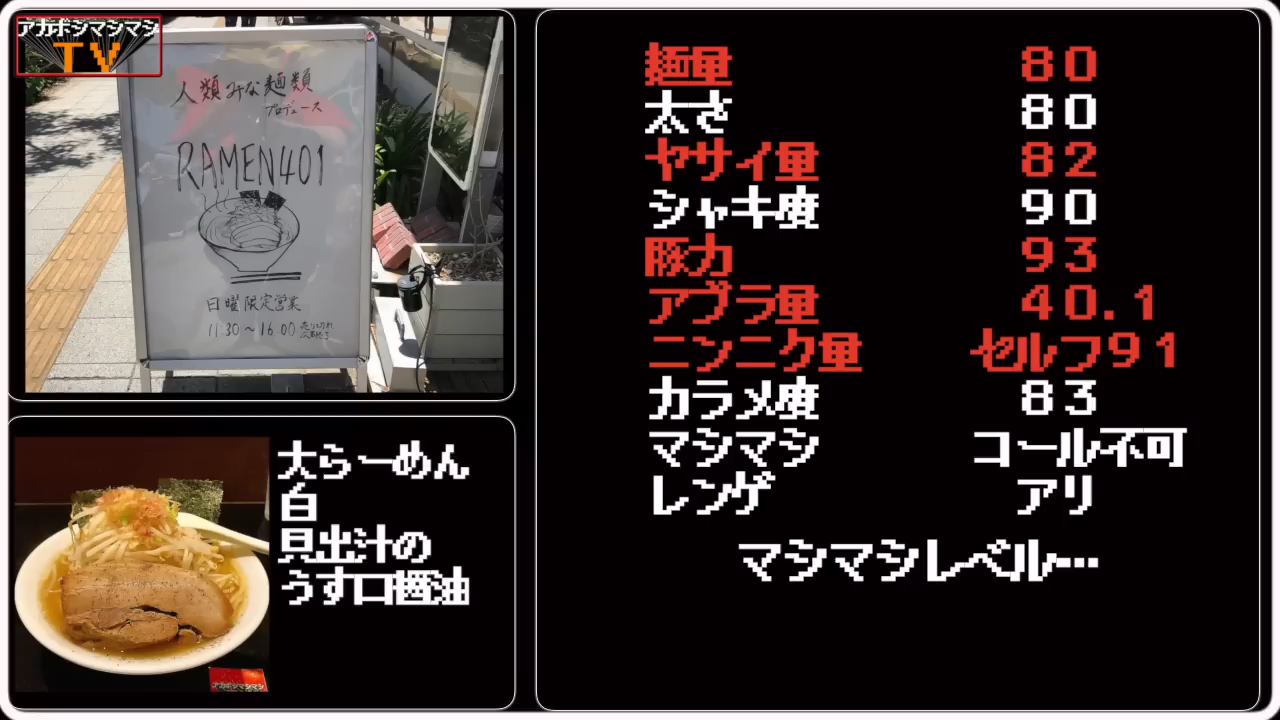 アカボシマシマシ
TV
人類みな麺類
プロデュース
RAMEN401
日曜限定営業
11:30～16:00
太らーめん
白
見出汁の
うす口醤油
麺量 80
太さ 80
ヤサイ量 82
シャキ度 90
豚力 93
アブラ量 40.1
ニンニク量 セルフ91
カラメ度 83
マシマシ コール不可
レンゲ アリ
マシマシレベル…